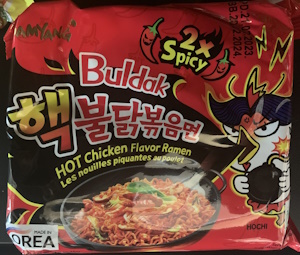 Buldak
2x
Spicy
핵불닭볶음면
HOT Chicken Flavor Ramen
Les nouilles piquantes au poulet
HOCHI
MADE IN
OREA